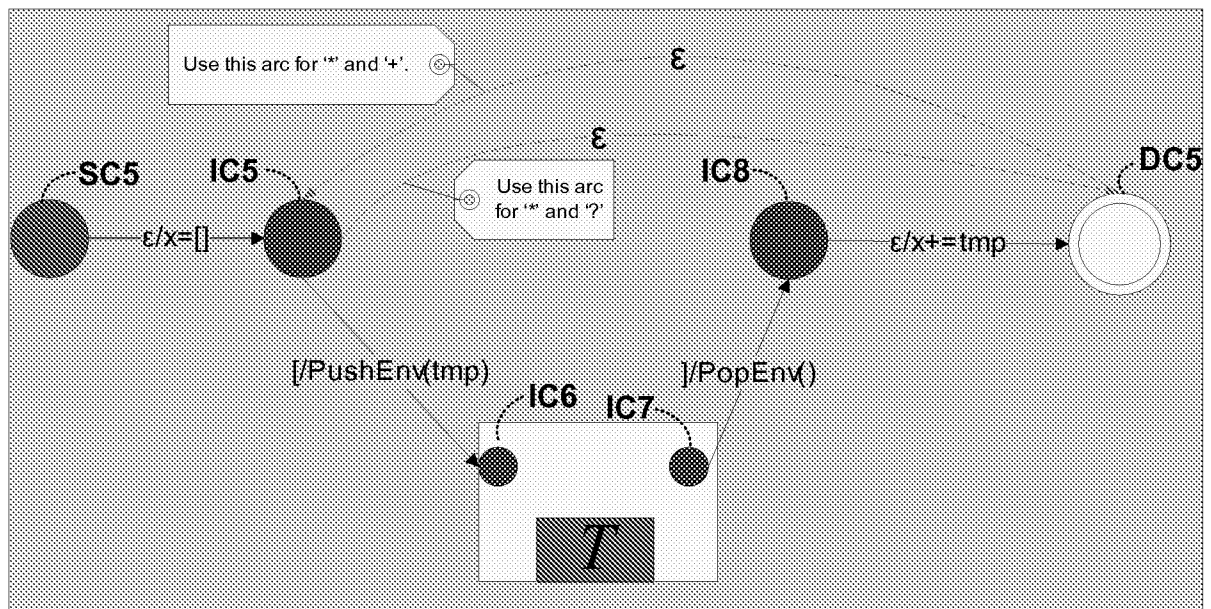 Use this arc for ‘*’ and ‘+’.
ε
ε
SC5
IC5
IC8
DC5
Use this arc
for ‘*’ and ‘?’
ε/x=[]
ε/x+=tmp
[/PushEnv(tmp)
]/PopEnv()
IC6
IC7
T